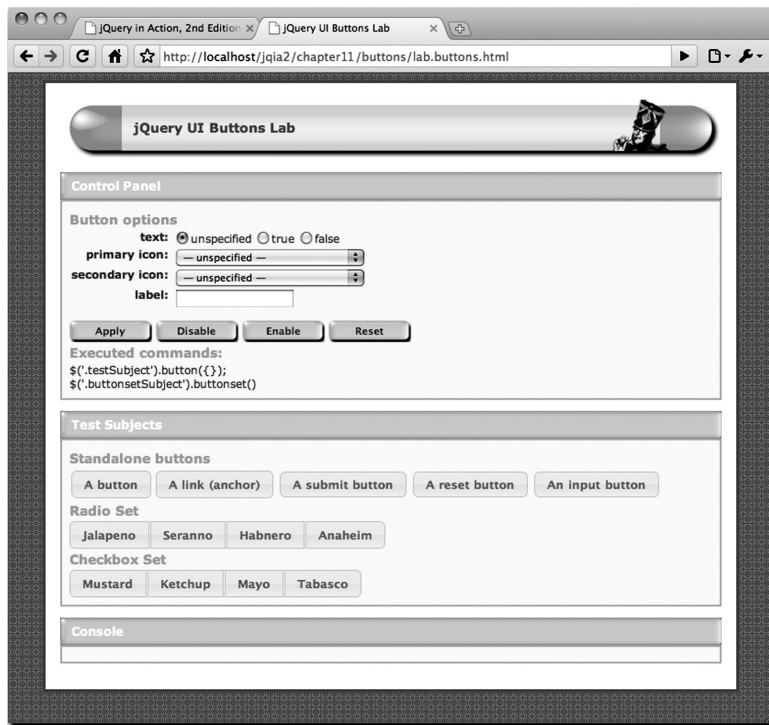 jQuery in Action, 2nd Edition
jQuery UI Buttons Lab
http://localhost/jqia2/chapter11/buttons/lab.buttons.html
jQuery UI Buttons Lab
Control Panel
Button options
text: unspecified true false
primary icon: — unspecified —
secondary icon: — unspecified —
label:
Apply Disable Enable Reset
Executed commands:
$('.testSubject').button({});
$('.buttonsetSubject').buttonset()
Test Subjects
Standalone buttons
A button A link (anchor) A submit button A reset button An input button
Radio Set
Jalapeno Seranno Habnero Anaheim
Checkbox Set
Mustard Ketchup Mayo Tabasco
Console